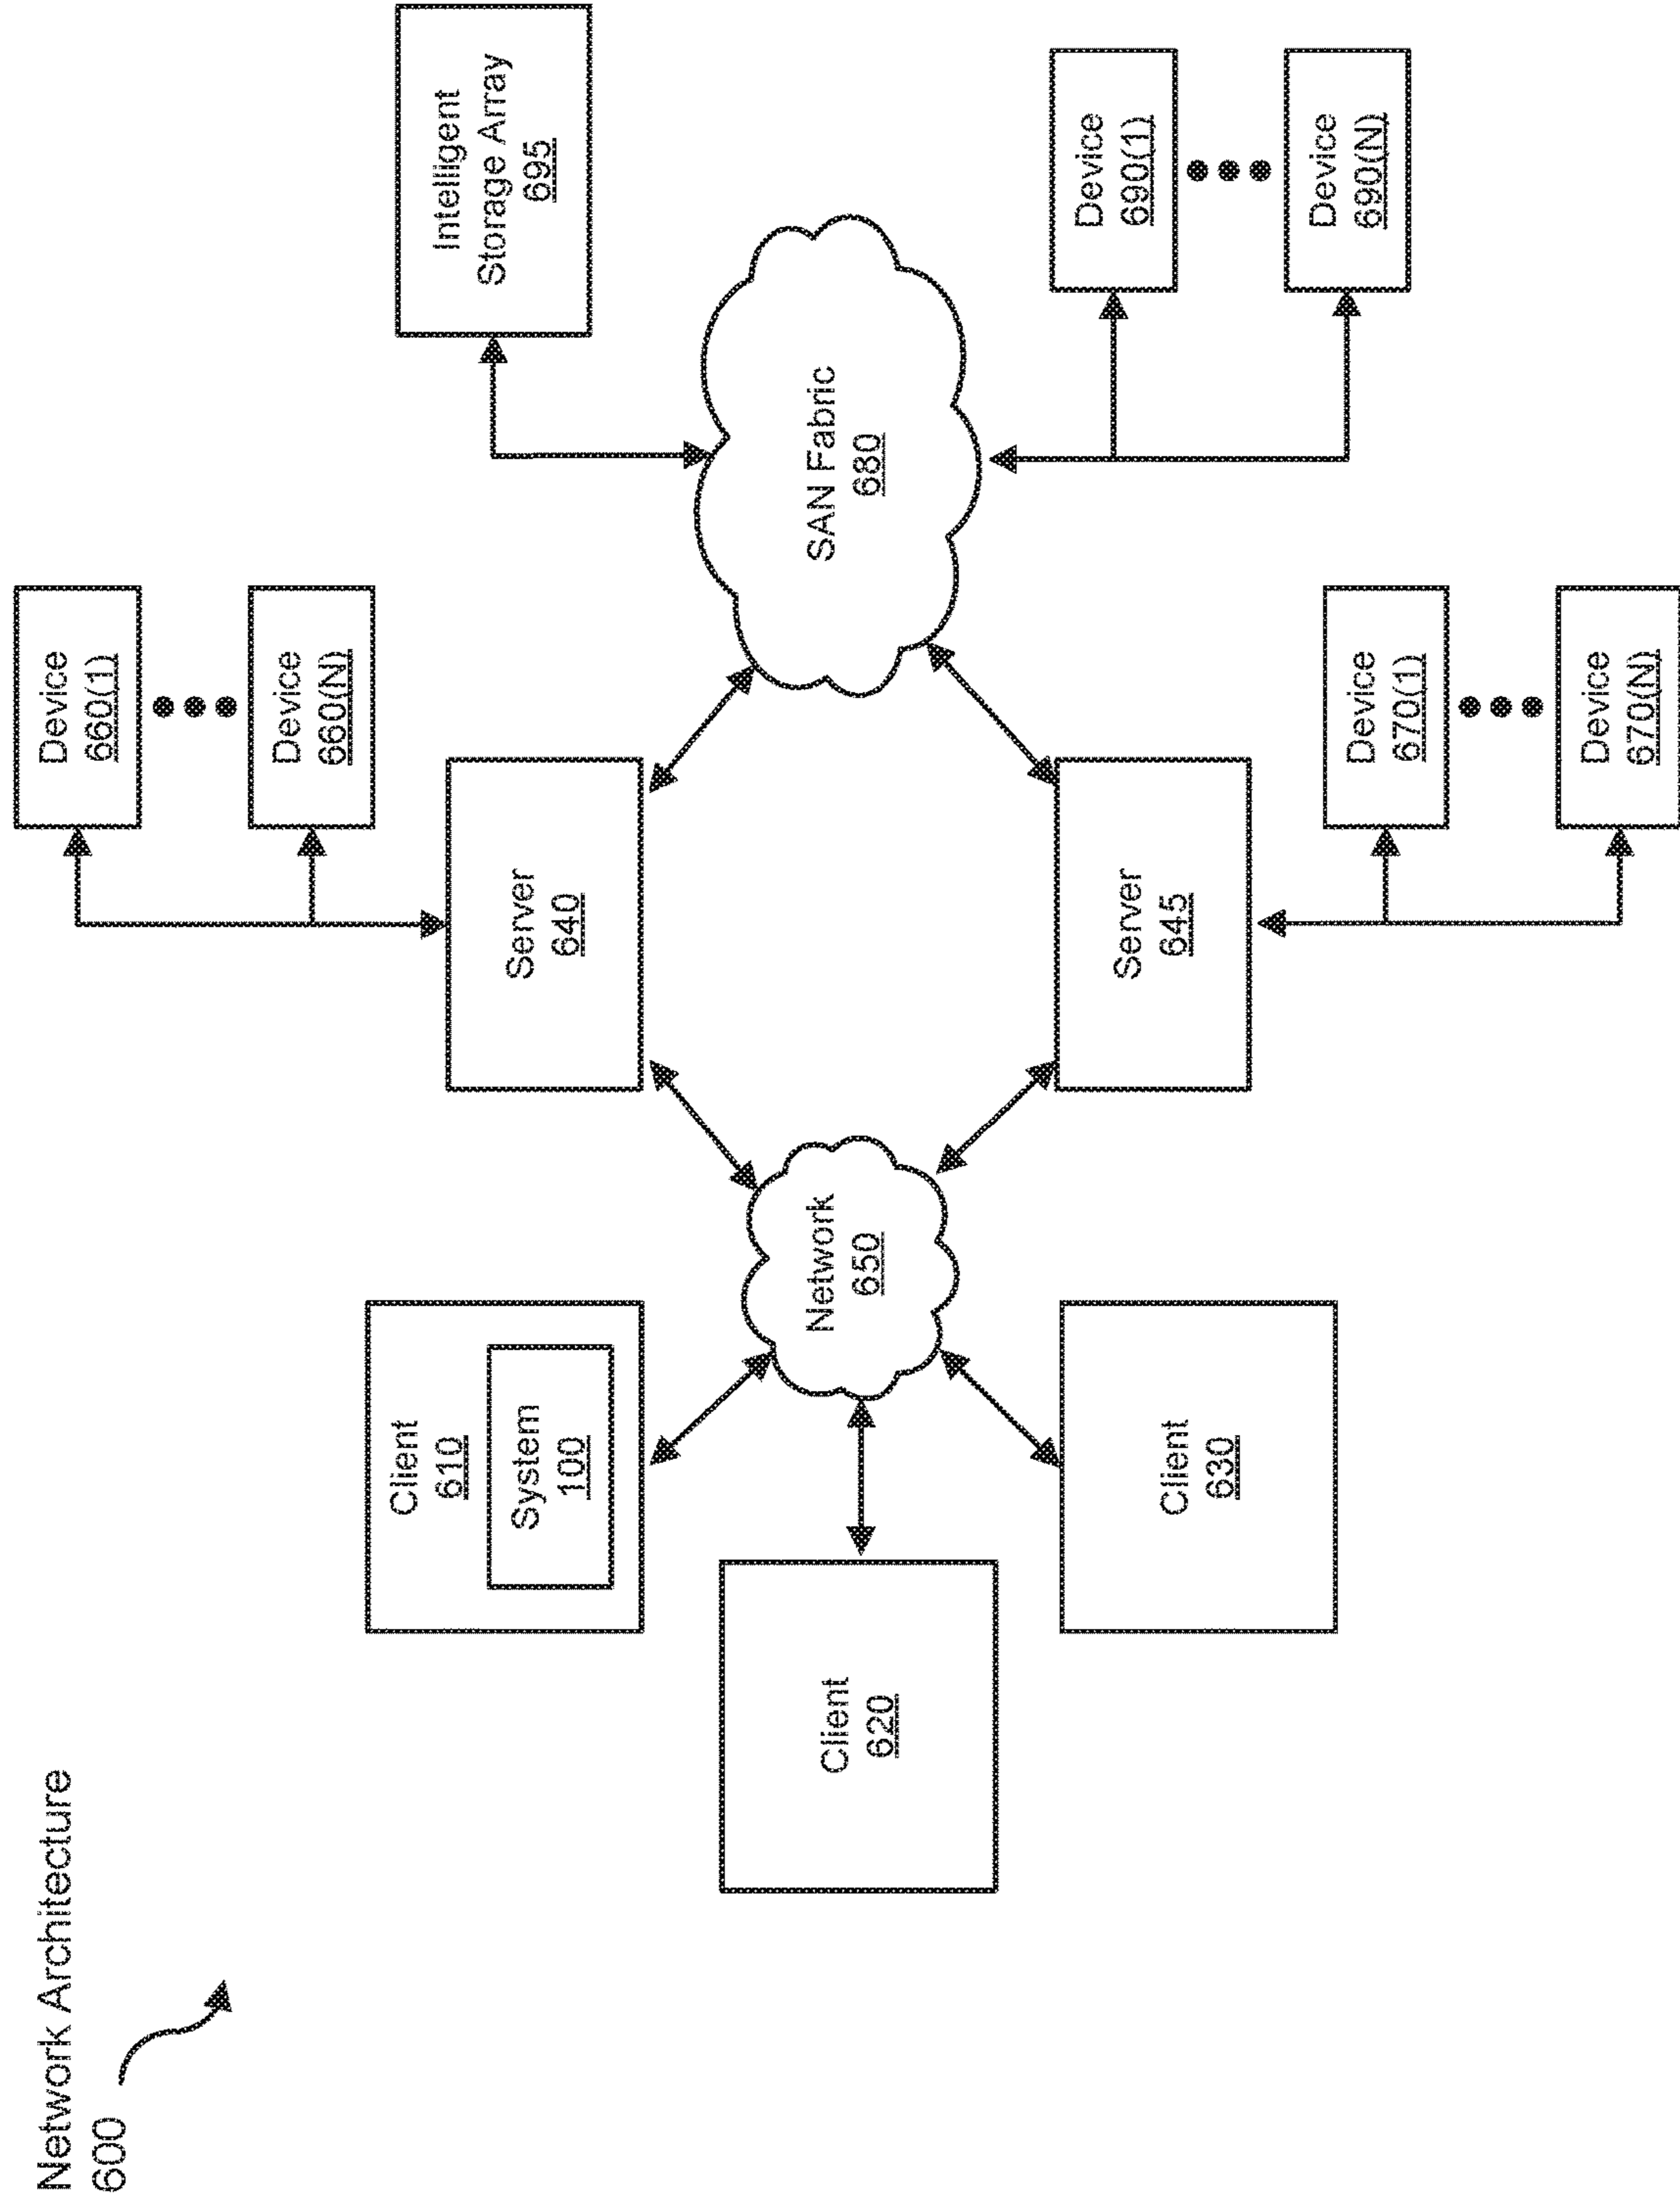 Network Architecture
600
Client
610
System
100
Client
620
Client
630
Network
650
Server
640
Server
645
Device
660(1)
Device
660(N)
Device
670(1)
Device
670(N)
SAN Fabric
680
Intelligent
Storage Array
695
Device
690(1)
Device
690(N)